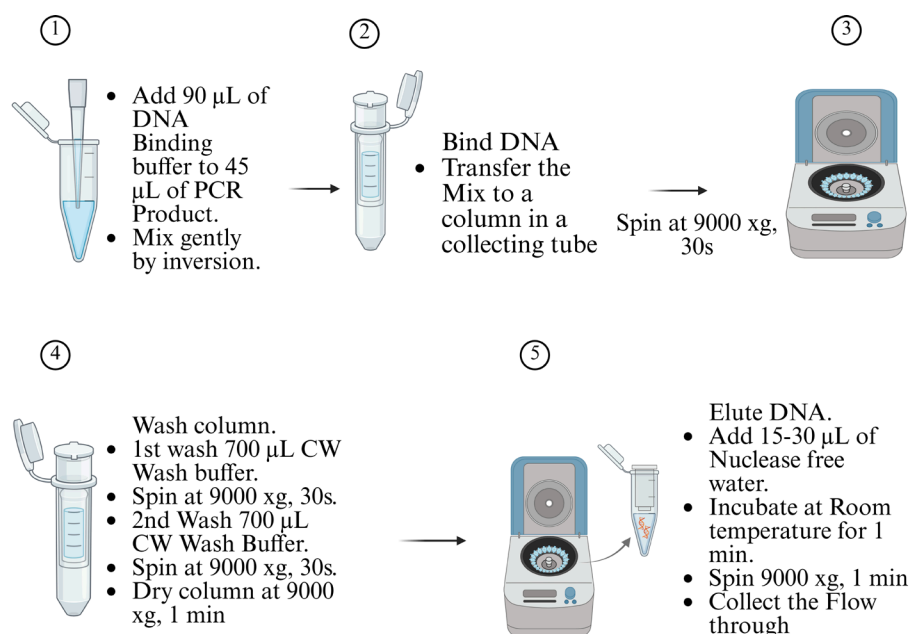 1
• Add 90 µL of
DNA
Binding
buffer to 45
µL of PCR
Product.
• Mix gently
by inversion.
2
Bind DNA
• Transfer the
Mix to a
column in a
collecting tube
Spin at 9000 xg,
30s
3
4
Wash column.
• 1st wash 700 µL CW
Wash buffer.
• Spin at 9000 xg, 30s.
• 2nd Wash 700 µL
CW Wash Buffer.
• Spin at 9000 xg, 30s.
• Dry column at 9000
xg, 1 min
5
Elute DNA.
• Add 15-30 µL of
Nuclease free
water.
• Incubate at Room
temperature for 1
min.
• Spin 9000 xg, 1 min
• Collect the Flow
through